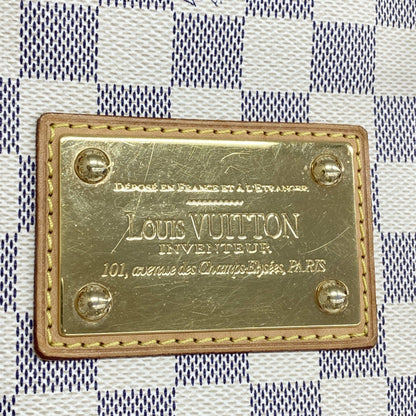 DÉPOSÉ EN FRANCE ET À L'ETRANGER
LOUIS VUITTON
INVENTEUR
101, avenue des Champs Elysées, PARIS